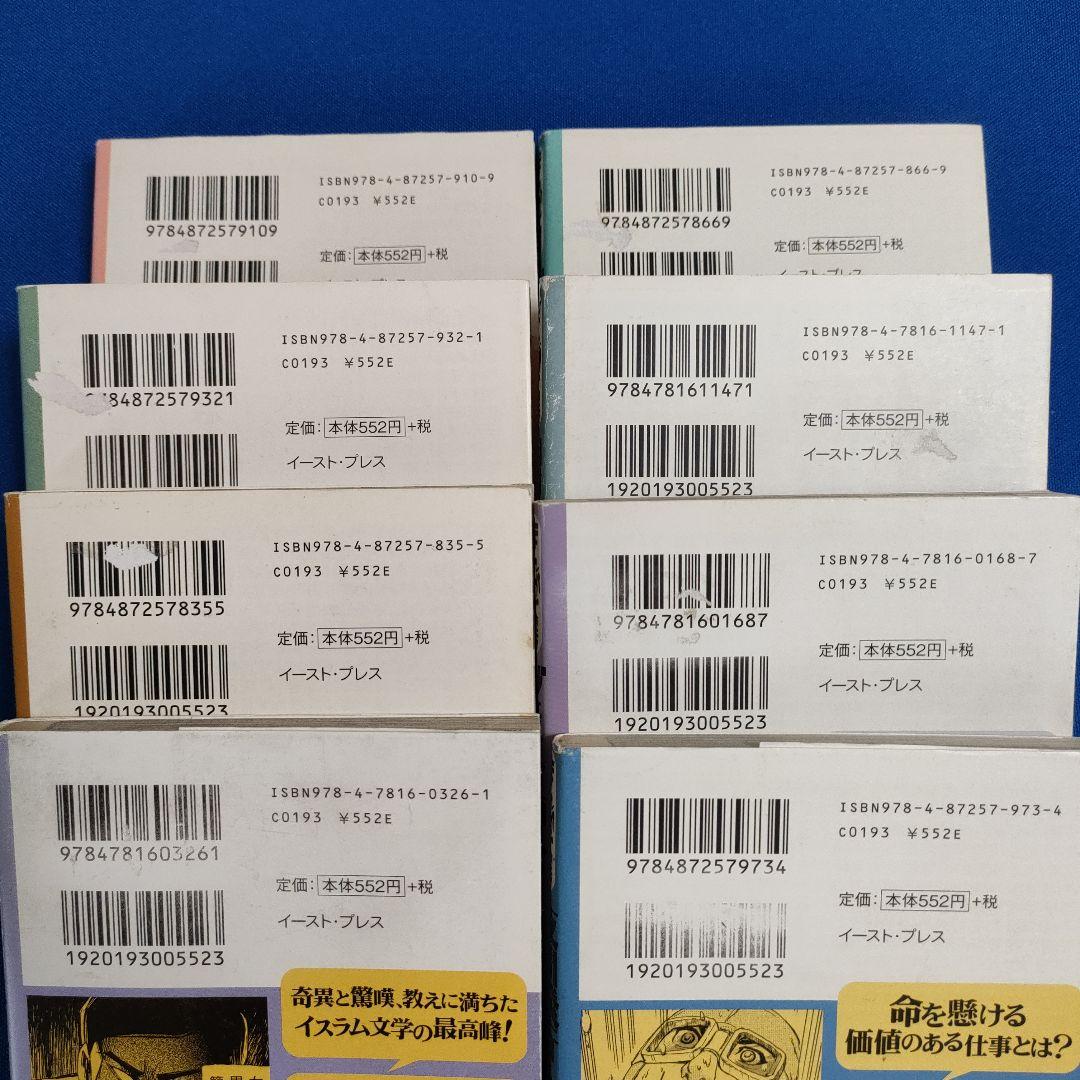 ISBN978-4-87257-910-9
C0193 ¥552E
9784872579109
定価: 本体552円 +税
ISBN978-4-87257-866-9
C0193 ¥552E
9784872578669
定価: 本体552円 +税
イースト・プレス
ISBN978-4-87257-932-1
C0193 ¥552E
9784872579321
定価: 本体552円 +税
イースト・プレス
ISBN978-4-7816-1147-1
C0193 ¥552E
9784781611471
定価: 本体552円 +税
イースト・プレス
1920193005523
ISBN978-4-87257-835-5
C0193 ¥552E
9784872578355
定価: 本体552円 +税
イースト・プレス
1920193005523
ISBN978-4-7816-0168-7
C0193 ¥552E
9784781601687
定価: 本体552円 +税
イースト・プレス
1920193005523
ISBN978-4-7816-0326-1
C0193 ¥552E
9784781603261
定価: 本体552円 +税
イースト・プレス
1920193005523
奇異と驚嘆、教えに満ちた
イスラム文学の最高峰!
ISBN978-4-87257-973-4
C0193 ¥552E
9784872579734
定価: 本体552円 +税
イースト・プレス
1920193005523
命を懸ける
価値のある仕事とは?